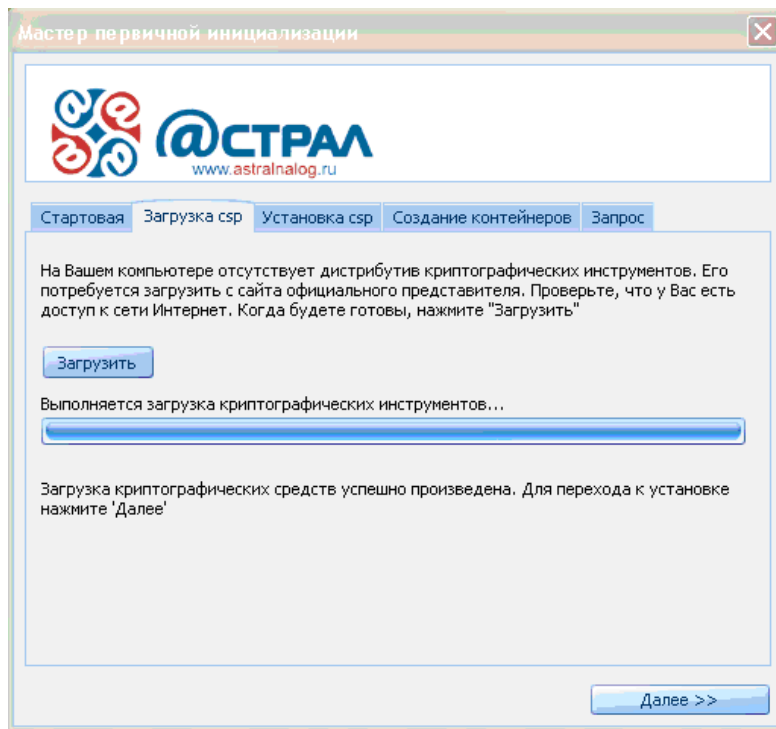 Мастер первичной инициализации
@СТРАЛ
www.astralnalog.ru
Стартовая Загрузка csp Установка csp Создание контейнеров Запрос
На Вашем компьютере отсутствует дистрибутив криптографических инструментов. Его
потребуется загрузить с сайта официального представителя. Проверьте, что у Вас есть
доступ к сети Интернет. Когда будете готовы, нажмите "Загрузить"
Загрузить
Выполняется загрузка криптографических инструментов...
Загрузка криптографических средств успешно произведена. Для перехода к установке
нажмите 'Далее'
Далее >>